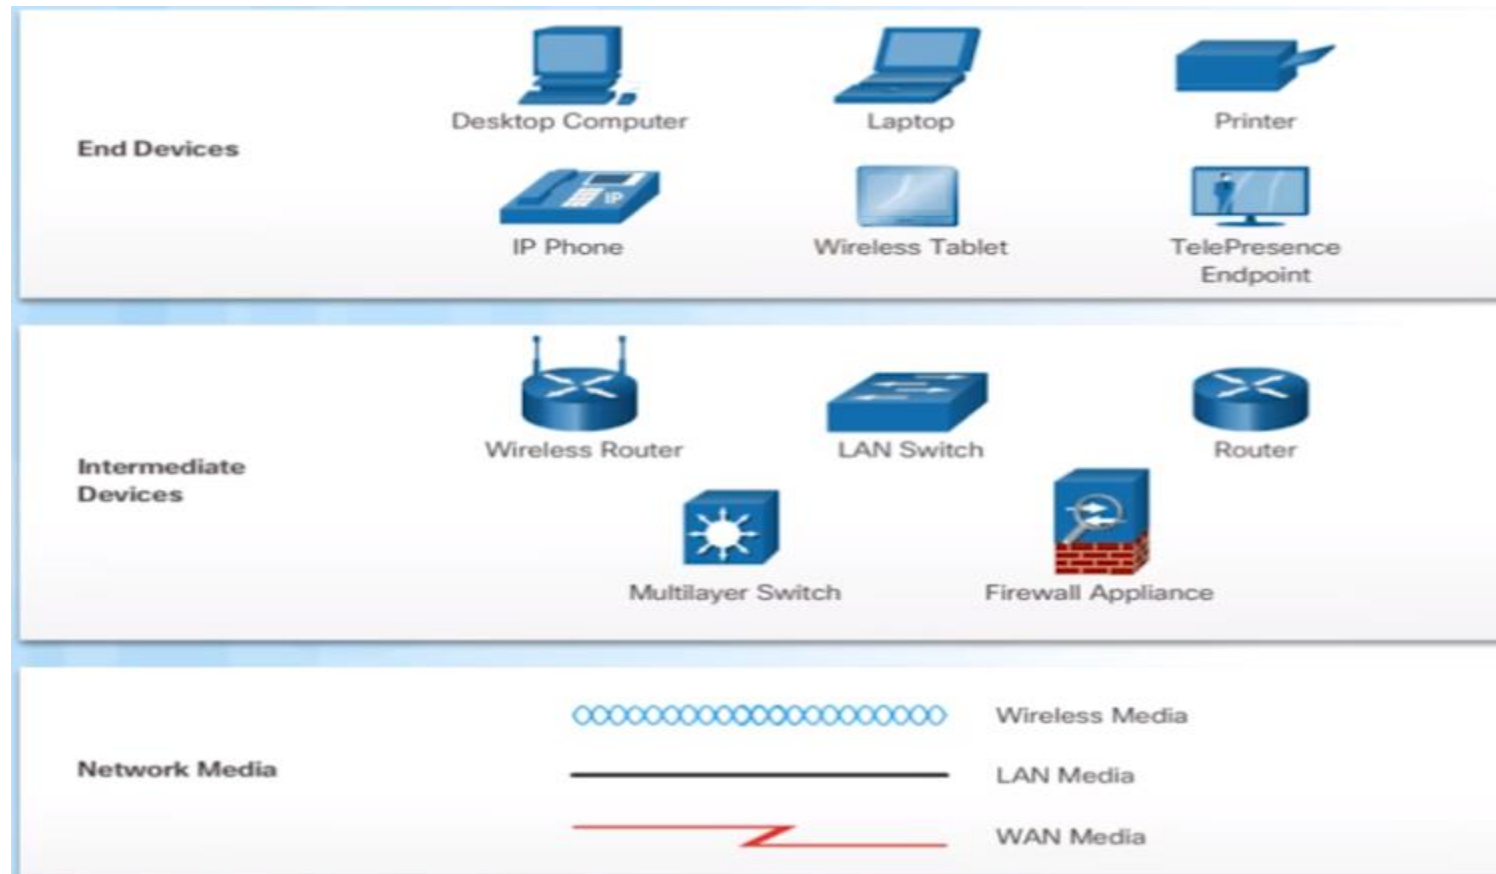 End Devices
Desktop Computer
Laptop
Printer
IP
IP Phone
Wireless Tablet
TelePresence
Endpoint
Intermediate
Devices
Wireless Router
LAN Switch
Router
Multilayer Switch
Firewall Appliance
Network Media
Wireless Media
LAN Media
WAN Media